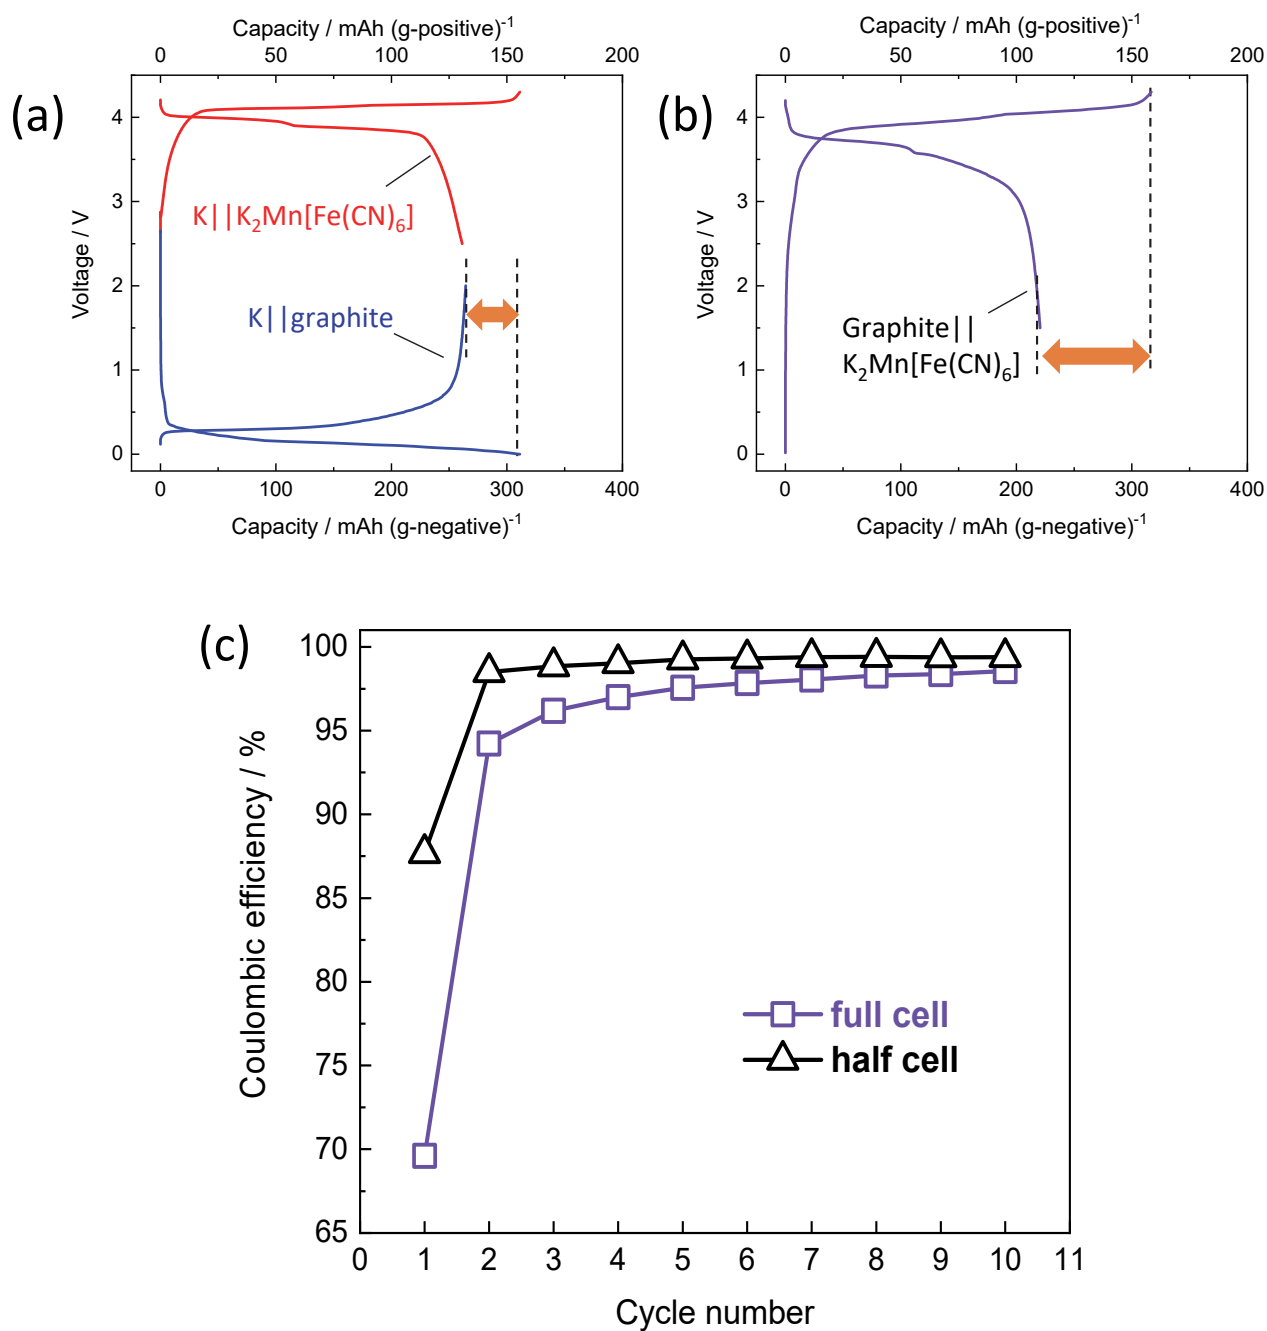 Capacity / mAh (g-positive)⁻¹
0 50 100 150 200
(a)
4
3
2
1
0
Voltage / V
K||K₂Mn[Fe(CN)₆]
K||graphite
0 100 200 300 400
Capacity / mAh (g-negative)⁻¹
Capacity / mAh (g-positive)⁻¹
0 50 100 150 200
(b)
4
3
2
1
0
Voltage / V
Graphite||
K₂Mn[Fe(CN)₆]
0 100 200 300 400
Capacity / mAh (g-negative)⁻¹
(c)
100
95
90
85
80
75
70
65
Coulombic efficiency / %
full cell
half cell
0 1 2 3 4 5 6 7 8 9 10 11
Cycle number